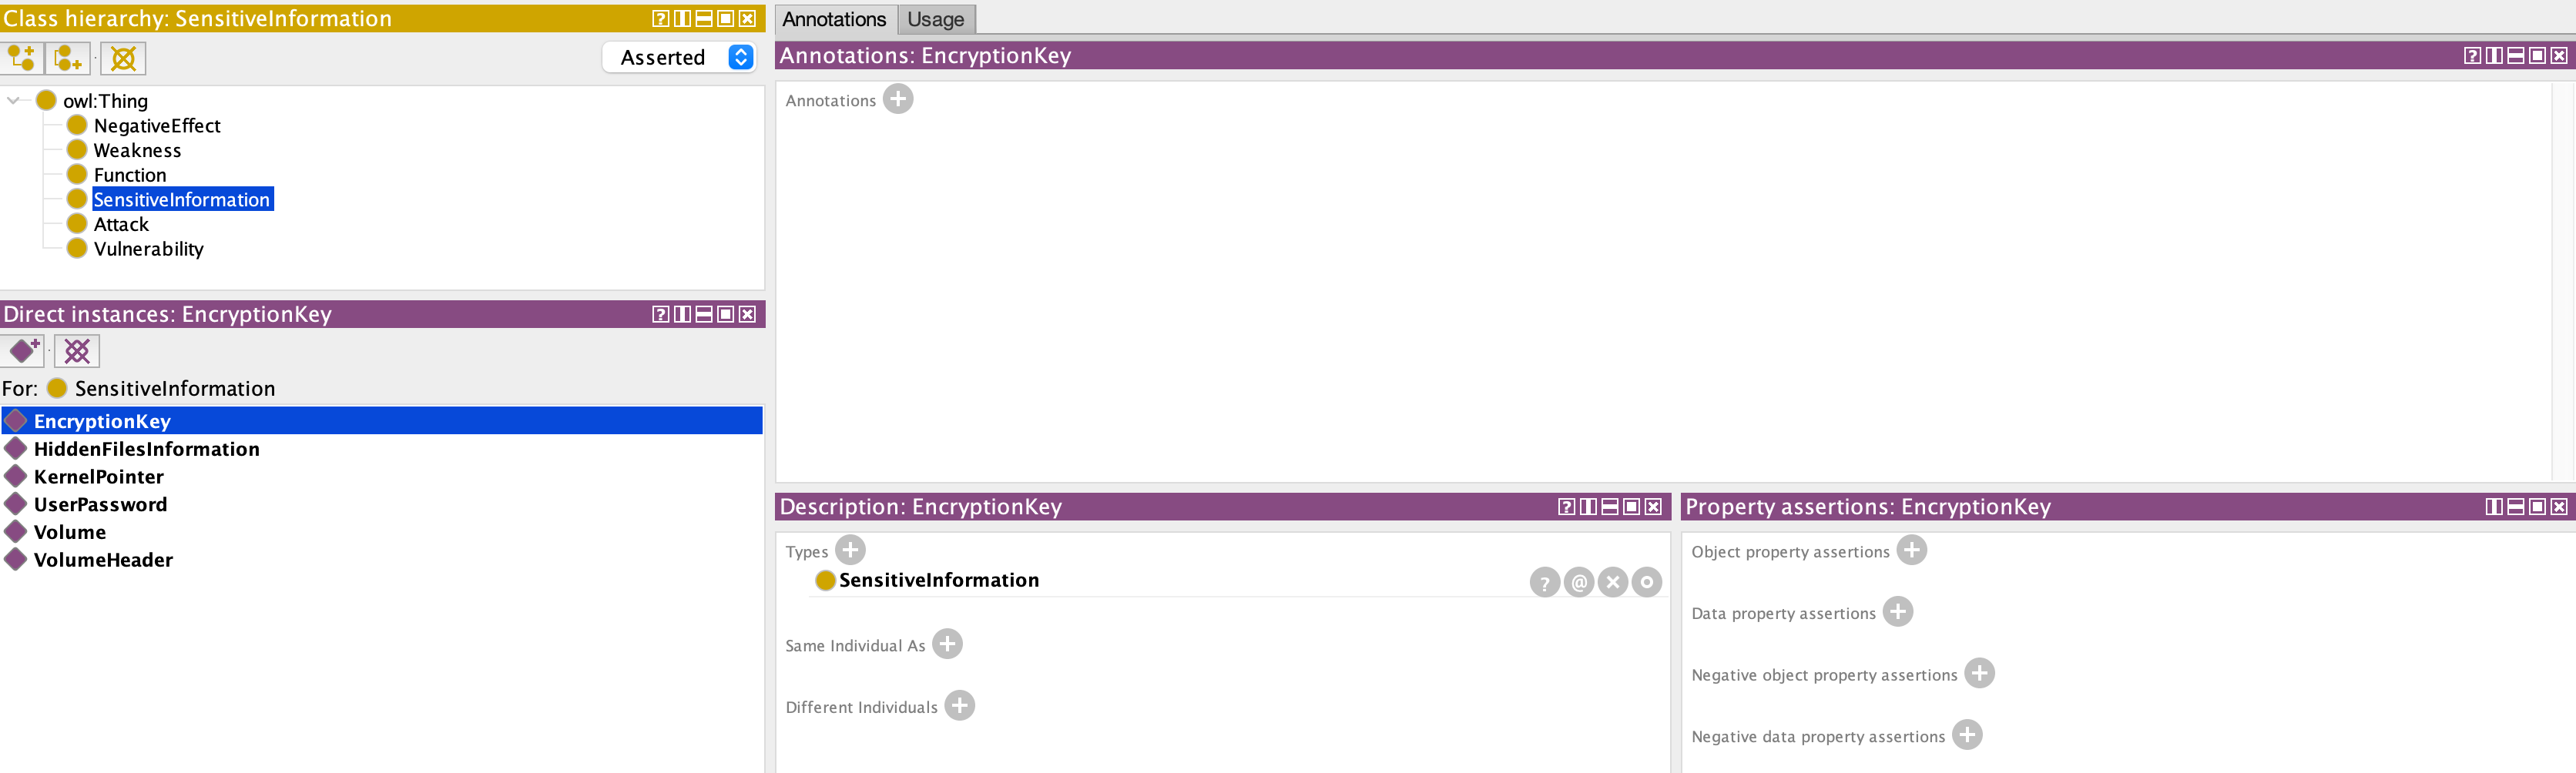 Class hierarchy: SensitiveInformation
Asserted
owl:Thing
NegativeEffect
Weakness
Function
SensitiveInformation
Attack
Vulnerability
Direct instances: EncryptionKey
For: SensitiveInformation
EncryptionKey
HiddenFilesInformation
KernelPointer
UserPassword
Volume
VolumeHeader
Annotations Usage
Annotations: EncryptionKey
Annotations
Description: EncryptionKey
Types
SensitiveInformation
Same Individual As
Different Individuals
Property assertions: EncryptionKey
Object property assertions
Data property assertions
Negative object property assertions
Negative data property assertions